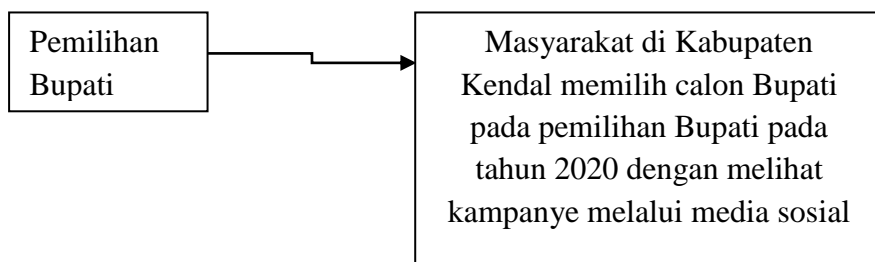 Pemilihan
Bupati
Masyarakat di Kabupaten
Kendal memilih calon Bupati
pada pemilihan Bupati pada
tahun 2020 dengan melihat
kampanye melalui media sosial